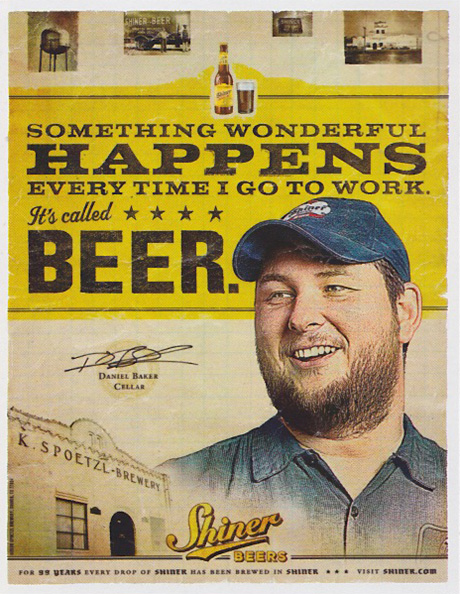 SHINER-BEER
SOMETHING WONDERFUL
HAPPENS
EVERY TIME I GO TO WORK.
It's called
BEER.
Shiner
DANIEL BAKER
CELLAR
K. SPOETZL-BREWERY
Shiner
BEERS
FOR 99 YEARS EVERY DROP OF SHINER HAS BEEN BREWED IN SHINER ★ ★ ★ VISIT SHINER.COM